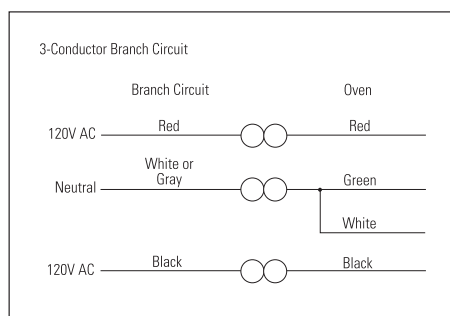 3-Conductor Branch Circuit
Branch Circuit Oven
120V AC Red Red
White or
Neutral Gray Green
White
120V AC Black Black